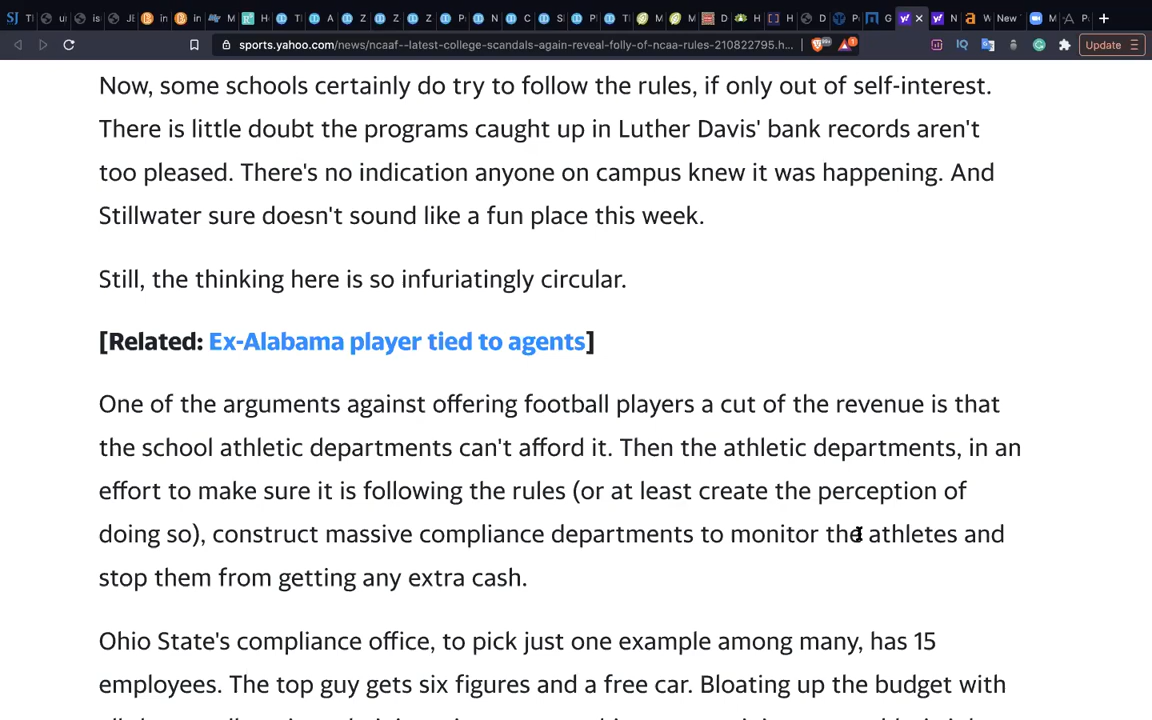 sports.yahoo.com/news/ncaaf--latest-college-scandals-again-reveal-folly-of-ncaa-rules-210822795.h...
Update
Now, some schools certainly do try to follow the rules, if only out of self-interest.
There is little doubt the programs caught up in Luther Davis' bank records aren't
too pleased. There's no indication anyone on campus knew it was happening. And
Stillwater sure doesn't sound like a fun place this week.
Still, the thinking here is so infuriatingly circular.
[Related: Ex-Alabama player tied to agents]
One of the arguments against offering football players a cut of the revenue is that
the school athletic departments can't afford it. Then the athletic departments, in an
effort to make sure it is following the rules (or at least create the perception of
doing so), construct massive compliance departments to monitor the athletes and
stop them from getting any extra cash.
Ohio State's compliance office, to pick just one example among many, has 15
employees. The top guy gets six figures and a free car. Bloating up the budget with